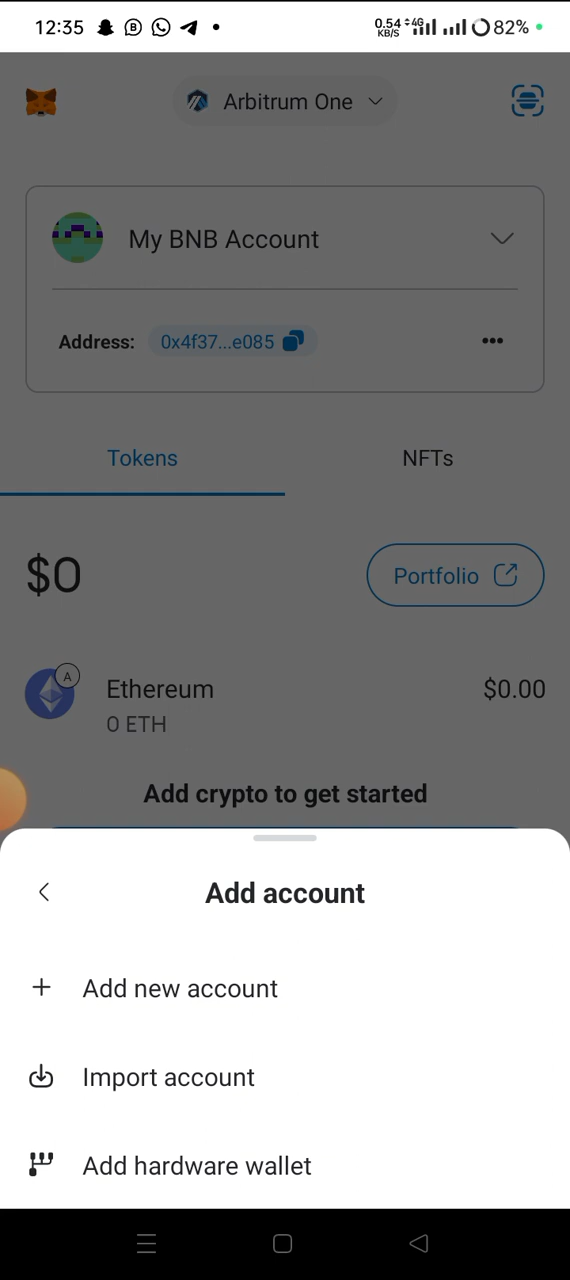 12:35 0.54 KB/S 4G 82%
Arbitrum One
My BNB Account
Address: 0x4f37...e085
Tokens NFTs
$0 Portfolio
A
Ethereum $0.00
0 ETH
Add crypto to get started
Add account
Add new account
Import account
Add hardware wallet